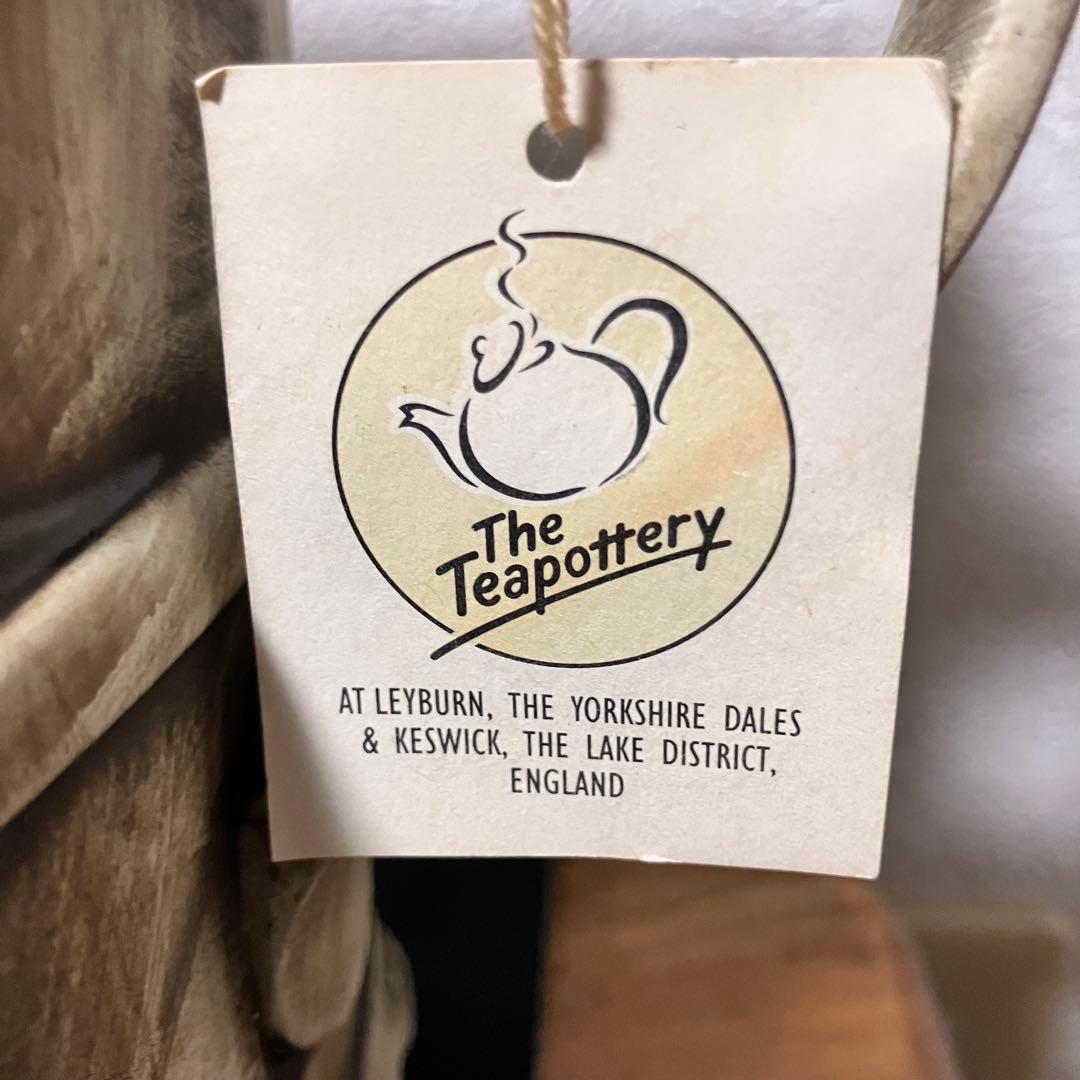 The
Teapottery
AT LEYBURN, THE YORKSHIRE DALES
& KESWICK, THE LAKE DISTRICT,
ENGLAND